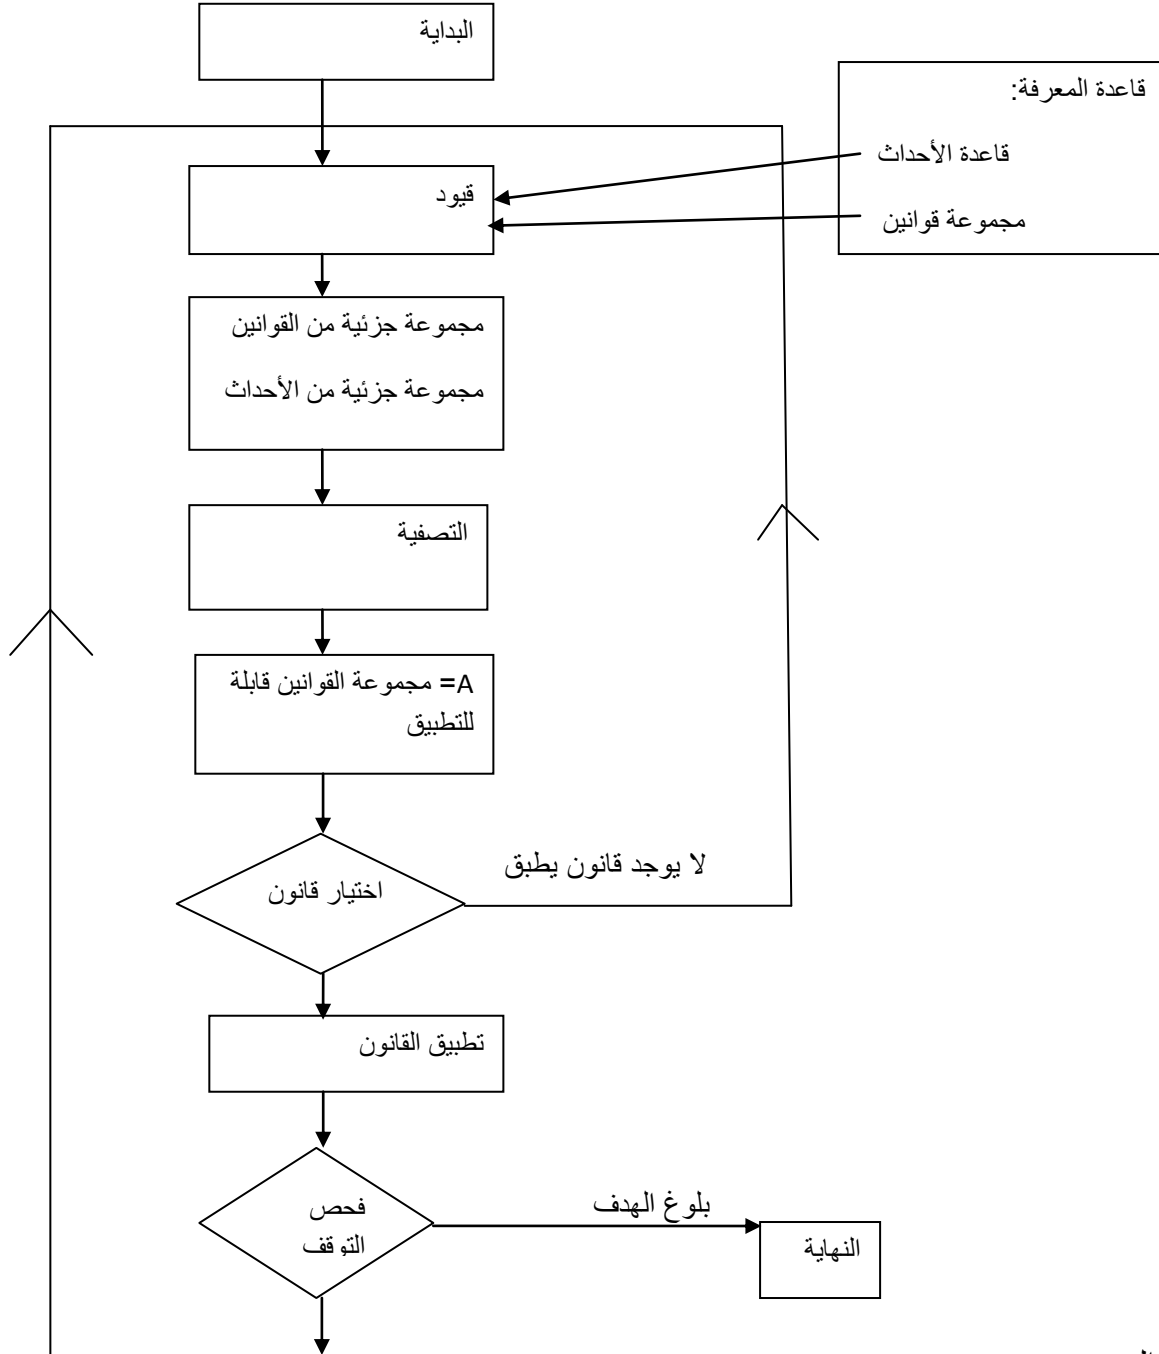 البداية
قاعدة المعرفة:
قاعدة الأحداث
مجموعة قوانين
قيود
مجموعة جزئية من القوانين
مجموعة جزئية من الأحداث
التصفية
A= مجموعة القوانين قابلة
للتطبيق
اختيار قانون
لا يوجد قانون يطبق
تطبيق القانون
فحص
التوقف
بلوغ الهدف
النهاية